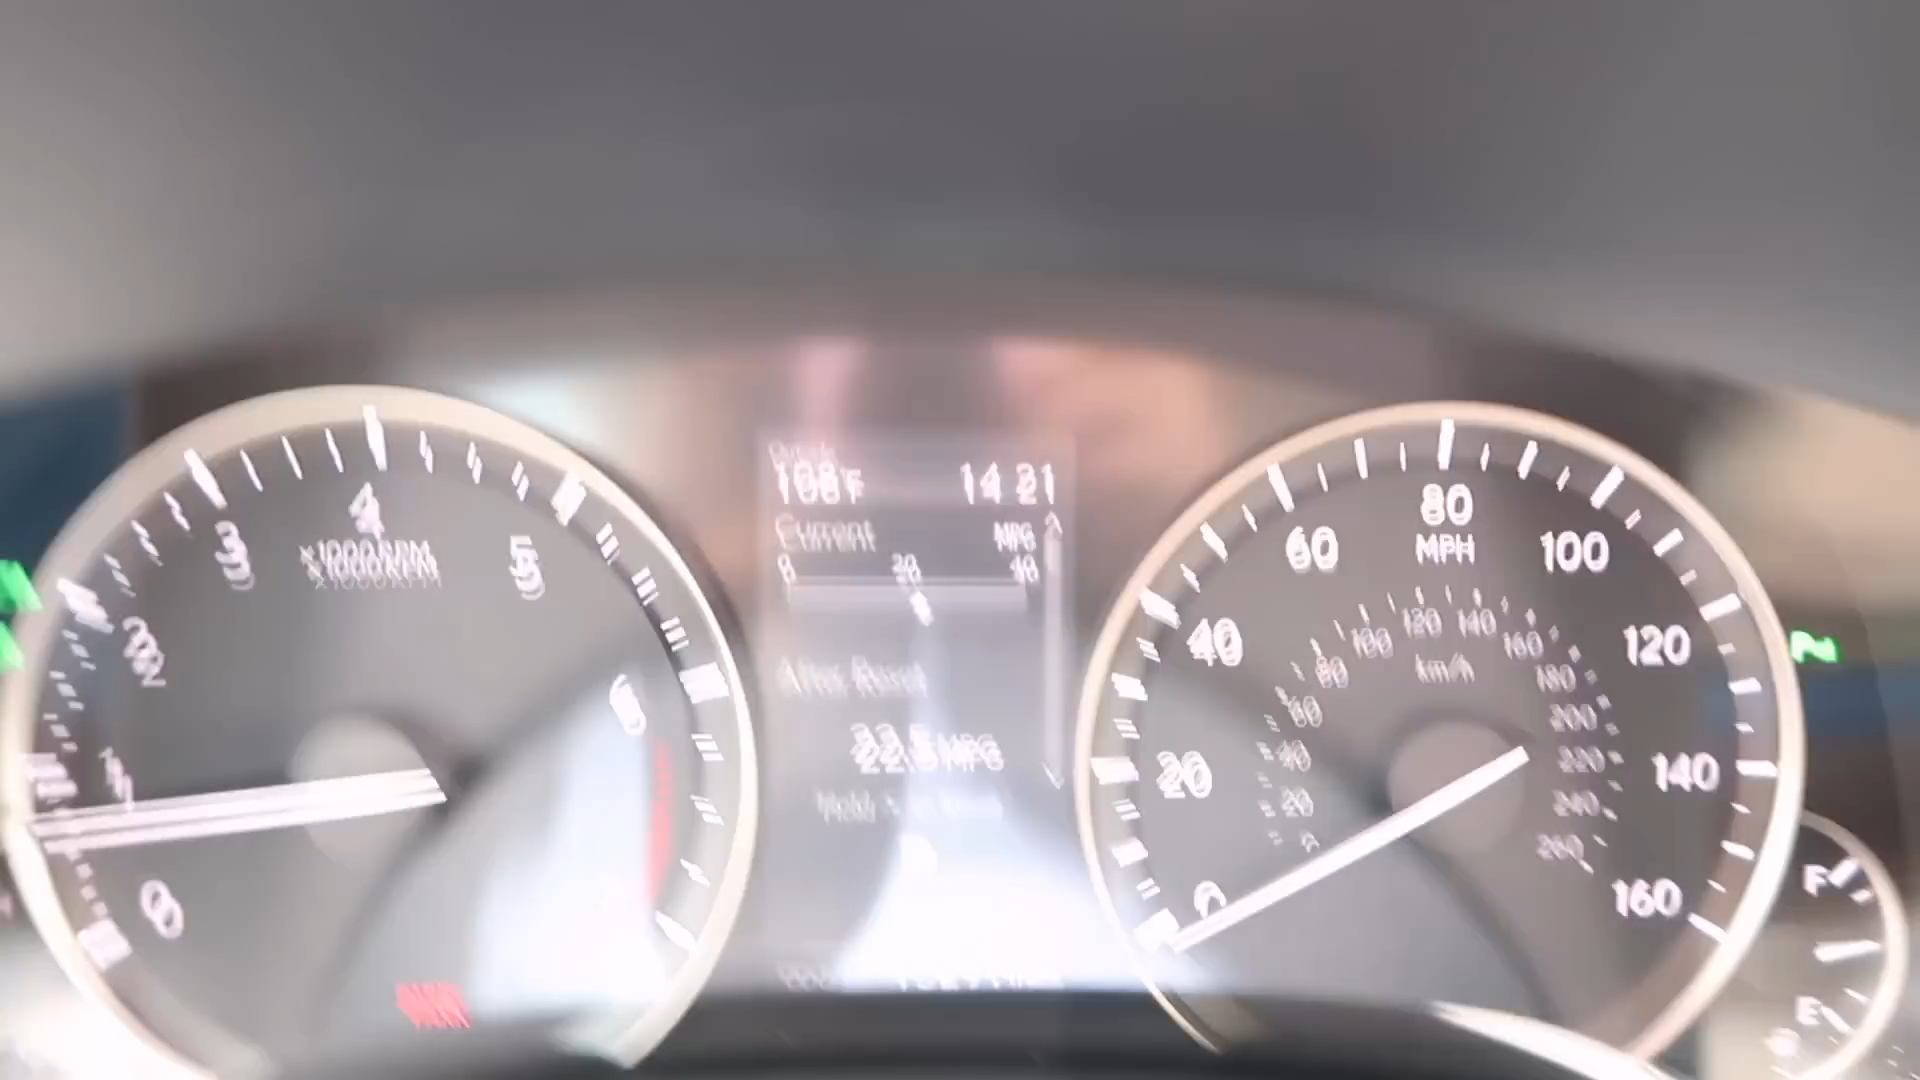 108°F 14 21
Current MPG
0 20 40
After Reset
22.5 MPG
0 1 2 3 4 5 6
×1000RPM
0 20 40 60 80 100 120 140 160
MPH
20 40 60 80 100 120 140 160 180 200 220 240 260
km/h
F
E